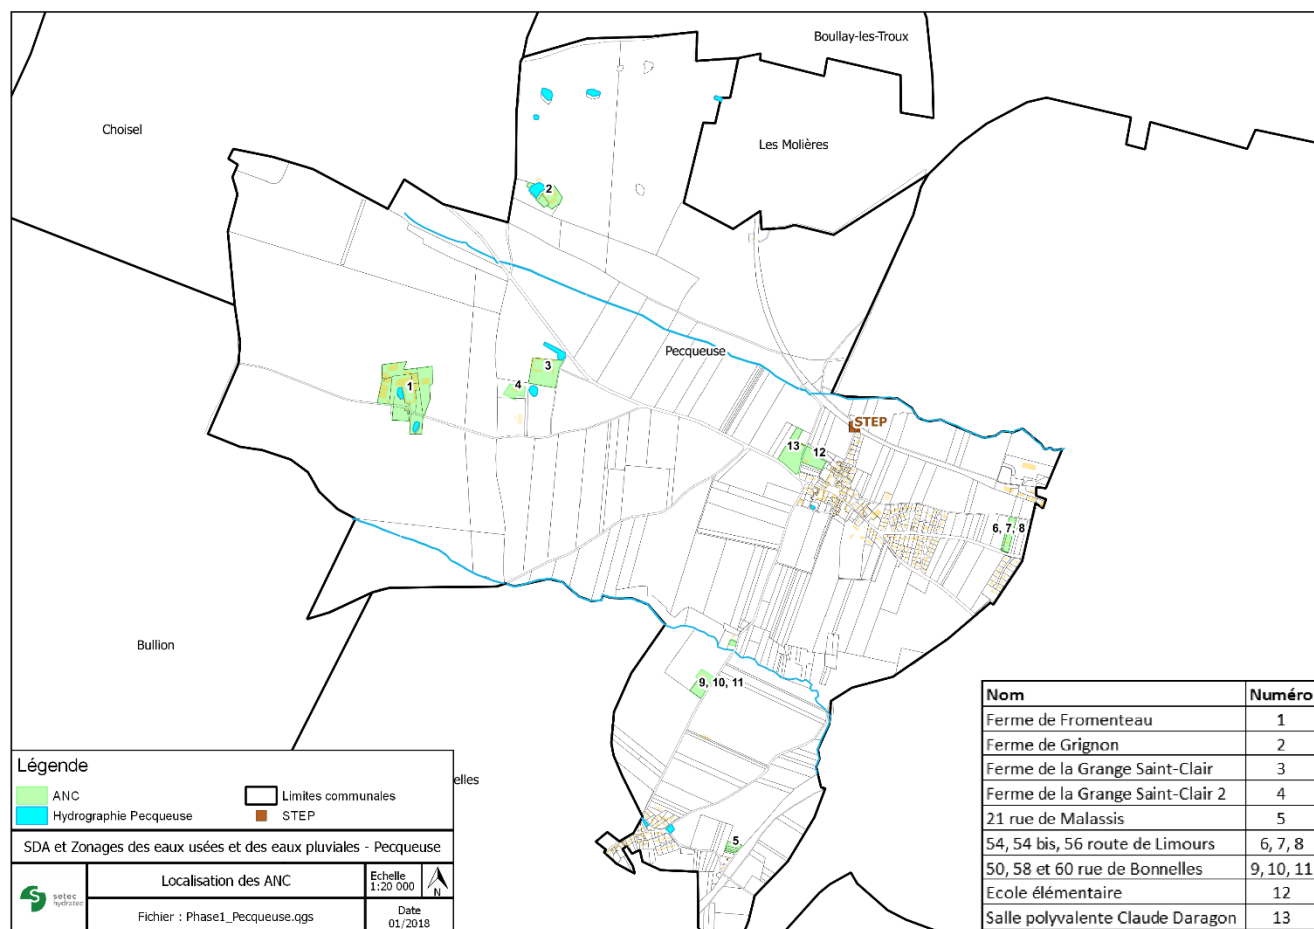 Boullay-les-Troux
Choisel
Les Molières
2
Pecqueuse
3
4
1
STEP
13
12
6, 7, 8
Bullion
9, 10, 11
5
elles
Légende
ANC
Limites communales
Hydrographie Pecqueuse
STEP
SDA et Zonages des eaux usées et des eaux pluviales - Pecqueuse
setec
hydratec
Localisation des ANC
Echelle
1:20 000
N
Fichier : Phase1_Pecqueuse.qgs
Date
01/2018
Nom Numéro
Ferme de Fromenteau 1
Ferme de Grignon 2
Ferme de la Grange Saint-Clair 3
Ferme de la Grange Saint-Clair 2 4
21 rue de Malassis 5
54, 54 bis, 56 route de Limours 6, 7, 8
50, 58 et 60 rue de Bonnelles 9, 10, 11
Ecole élémentaire 12
Salle polyvalente Claude Daragon 13